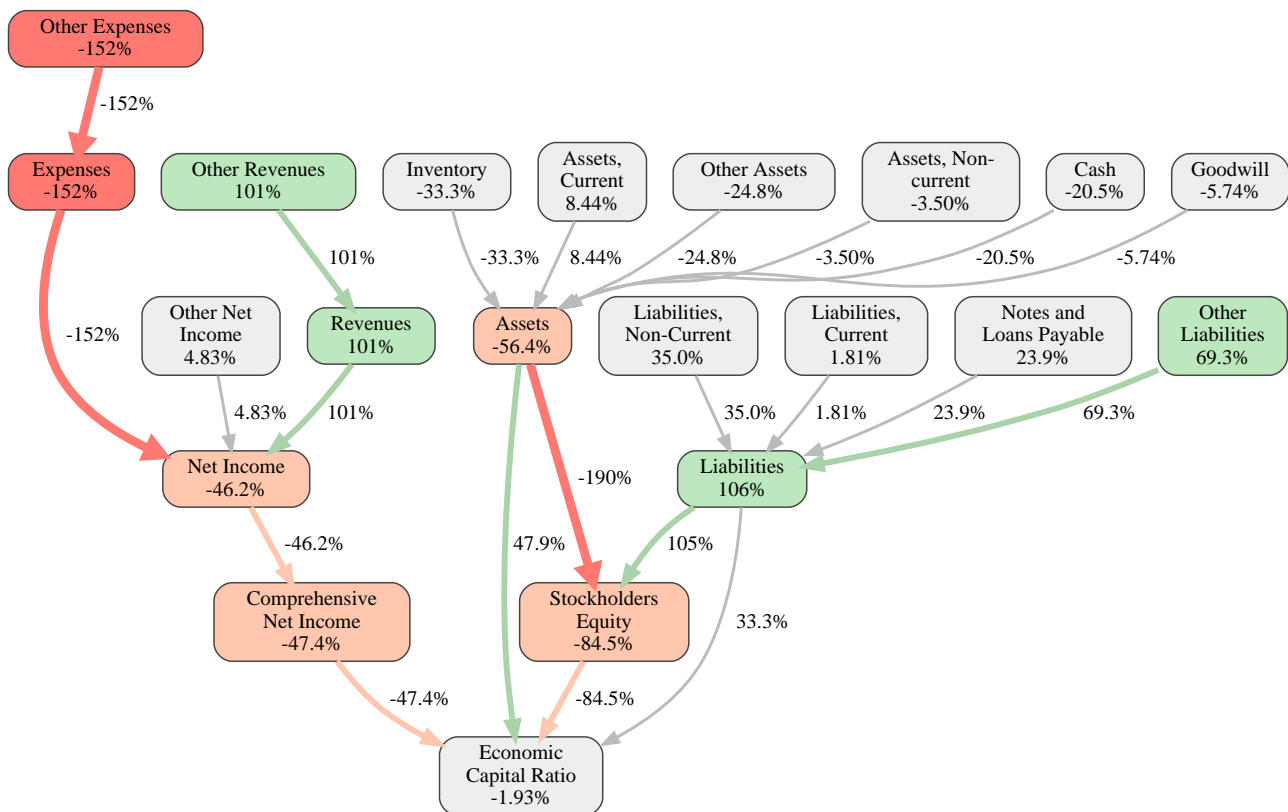 Other Expenses
-152%
-152%
Expenses
-152%
Other Revenues
101%
Inventory
-33.3%
Assets,
Current
8.44%
Other Assets
-24.8%
Assets, Non-
current
-3.50%
Cash
-20.5%
Goodwill
-5.74%
101%
-33.3%
8.44%
-24.8%
-3.50%
-20.5%
-5.74%
-152%
Other Net
Income
4.83%
Revenues
101%
Assets
-56.4%
Liabilities,
Non-Current
35.0%
Liabilities,
Current
1.81%
Notes and
Loans Payable
23.9%
Other
Liabilities
69.3%
4.83%
101%
35.0%
1.81%
23.9%
69.3%
Net Income
-46.2%
-190%
Liabilities
106%
-46.2%
47.9%
105%
Comprehensive
Net Income
-47.4%
Stockholders
Equity
-84.5%
33.3%
-47.4%
-84.5%
Economic
Capital Ratio
-1.93%